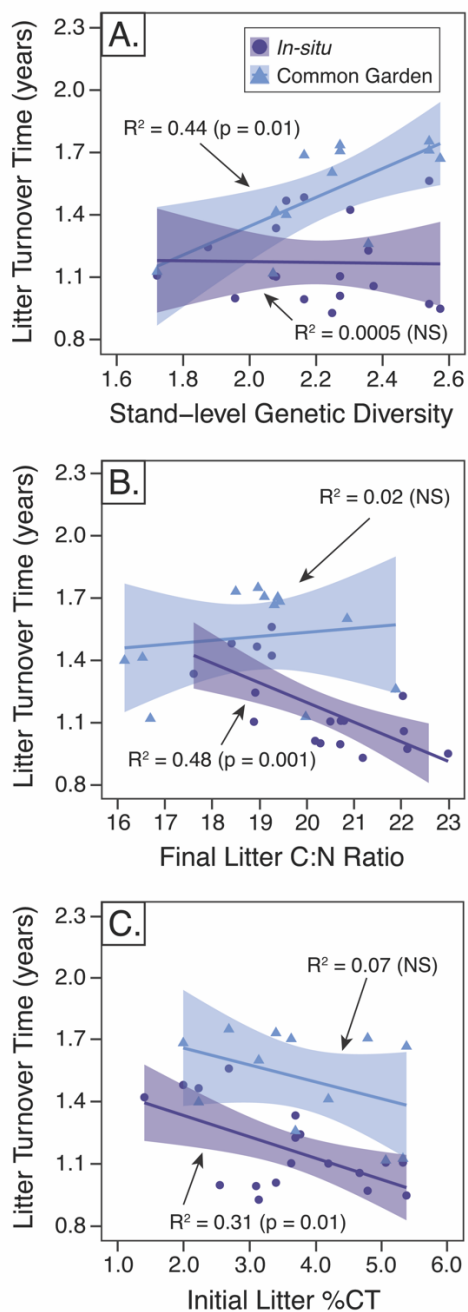 A.
In-situ
Common Garden
R² = 0.44 (p = 0.01)
R² = 0.0005 (NS)
Litter Turnover Time (years)
2.3
2.0
1.7
1.4
1.1
0.8
1.6 2.0 2.2 2.4 2.6
Stand–level Genetic Diversity
B.
R² = 0.02 (NS)
R² = 0.48 (p = 0.001)
Litter Turnover Time (years)
2.3
2.0
1.7
1.4
1.1
0.8
16 17 18 19 20 21 22 23
Final Litter C:N Ratio
C.
R² = 0.07 (NS)
R² = 0.31 (p = 0.01)
Litter Turnover Time (years)
2.3
2.0
1.7
1.4
1.1
0.8
1.0 2.0 3.0 4.0 5.0 6.0
Initial Litter %CT